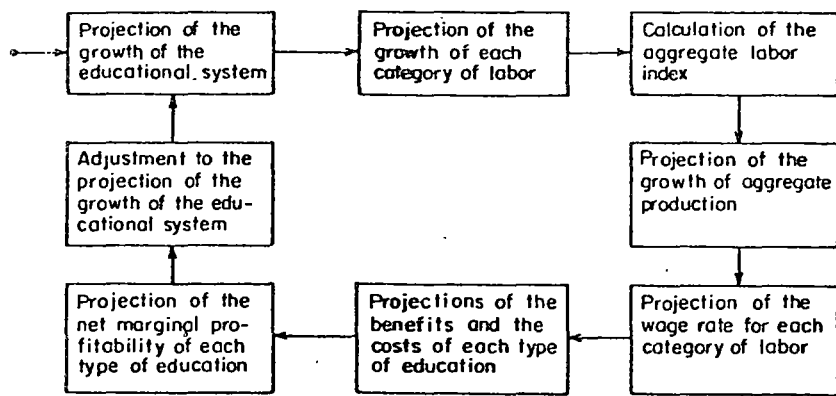 Projection of the
growth of the
educational system
Projection of the
growth of each
category of labor
Calculation of the
aggregate labor
index
Adjustment to the
projection of the
growth of the edu-
cational system
Projection of the
growth of aggregate
production
Projection of the
net marginal pro-
fitability of each
type of education
Projections of the
benefits and the
costs of each type
of education
Projection of the
wage rate for each
category of labor